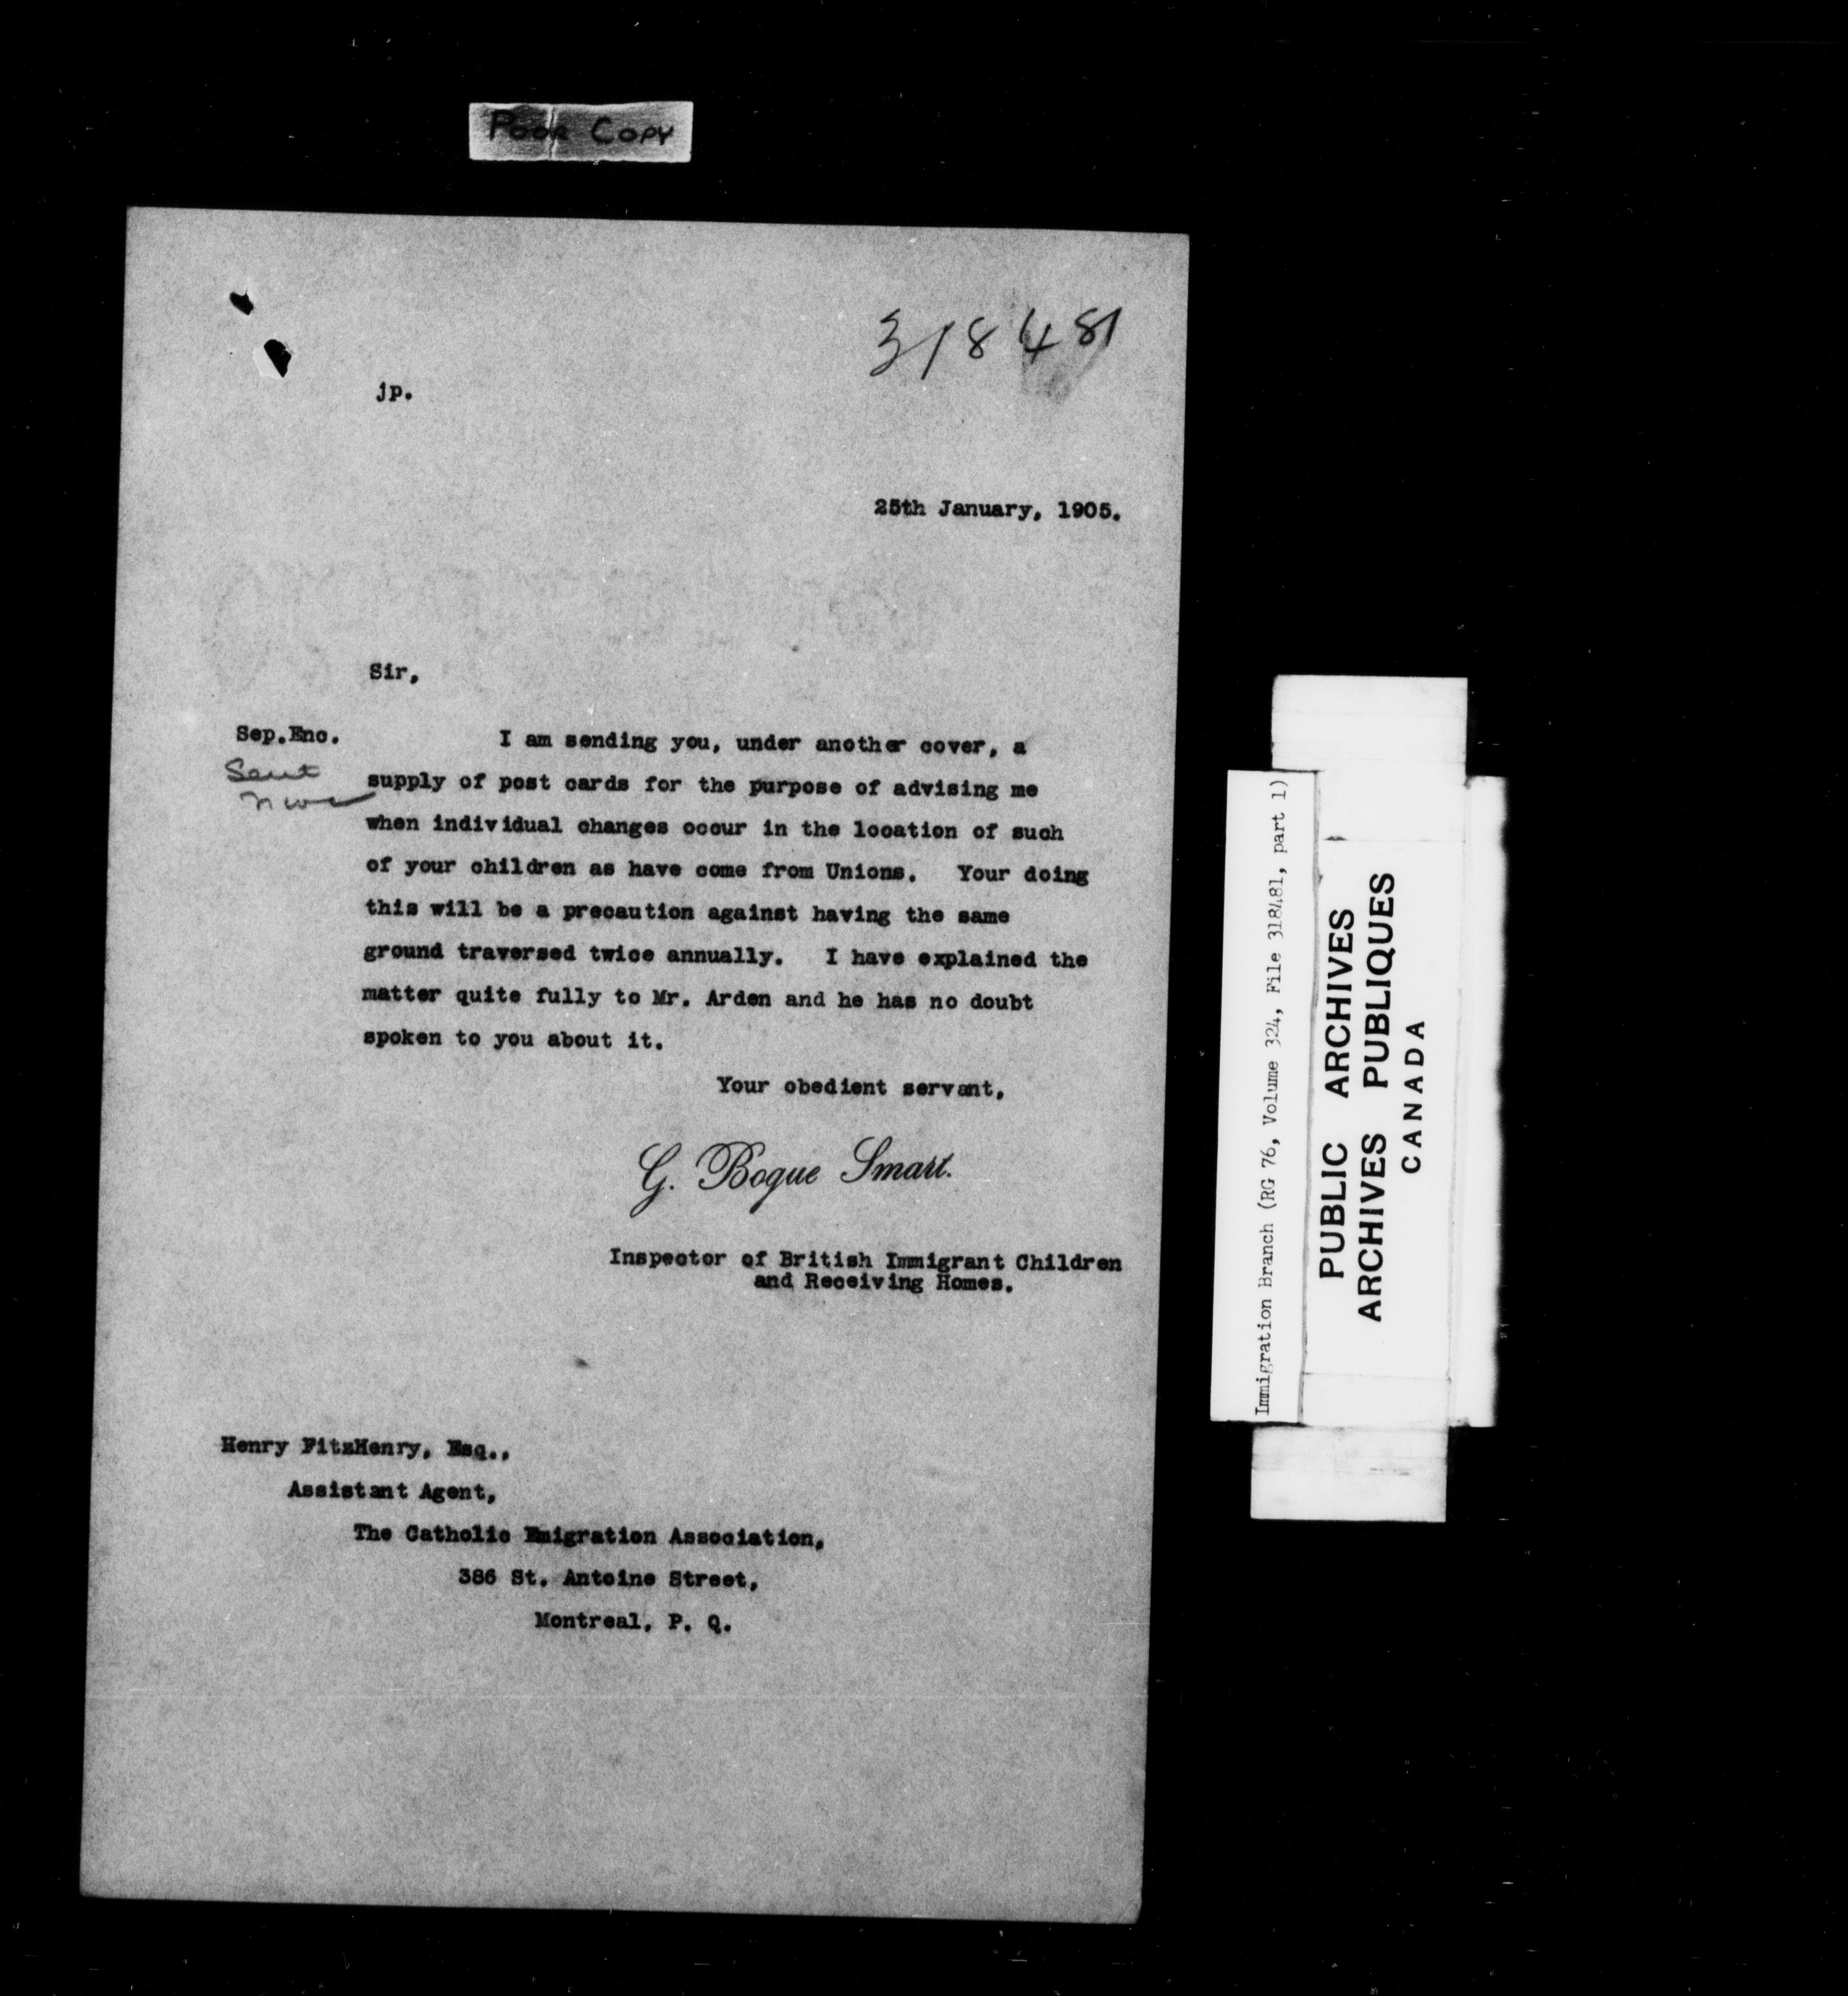 Poor Copy
318481
jp.
25th January, 1905.
Sir,
Sep.Enc.
Sent
I am sending you, under another cover, a
supply of post cards for the purpose of advising me
when individual changes occur in the location of such
of your children as have come from Unions. Your doing
this will be a precaution against having the same
ground traversed twice annually. I have explained the
matter quite fully to Mr. Arden and he has no doubt
spoken to you about it.
Your obedient servant,
G. Bogue Smart.
Inspector of British Immigrant Children
and Receiving Homes.
Henry FitzHenry, Esq.,
Assistant Agent,
The Catholic Emigration Association,
386 St. Antoine Street,
Montreal, P. Q.
Immigration Branch (RG 76, Volume 324, File 318481, part 1)
PUBLIC ARCHIVES
ARCHIVES PUBLIQUES
CANADA